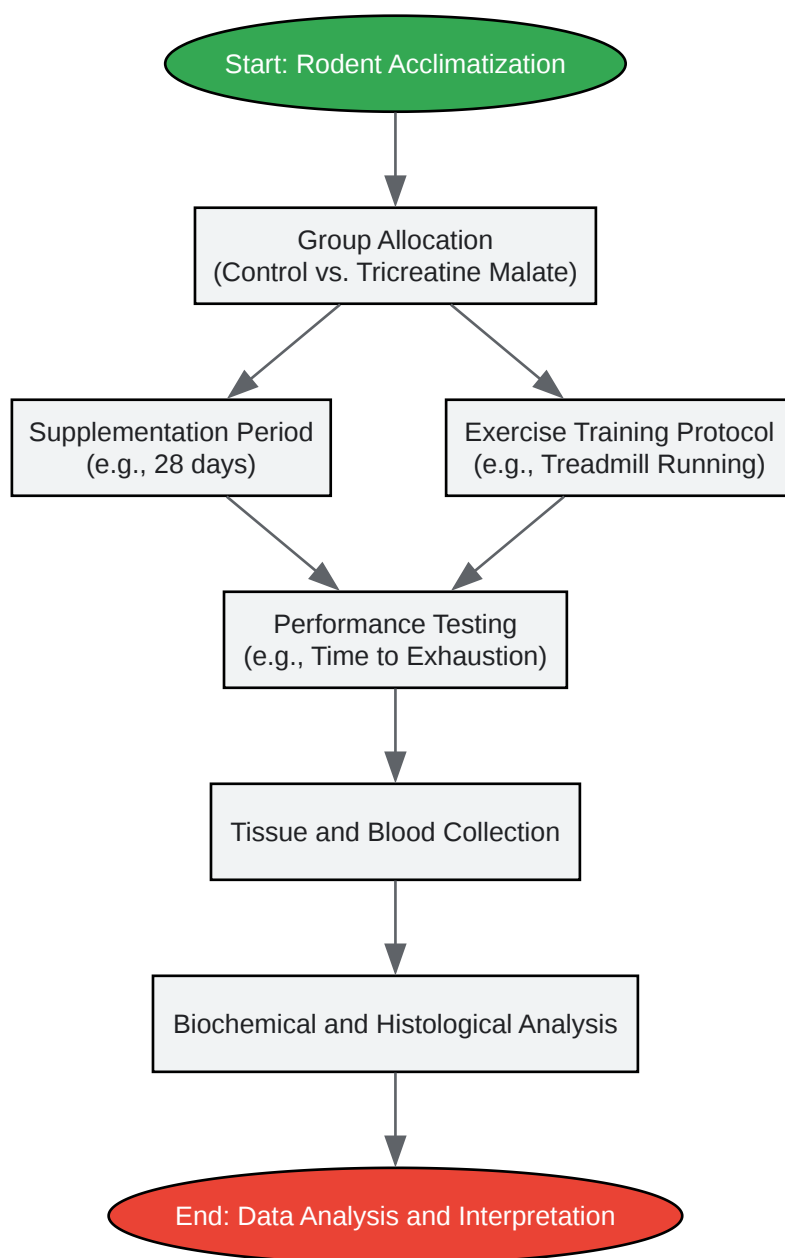 Start: Rodent Acclimatization
Group Allocation
(Control vs. Tricreatine Malate)
Supplementation Period
(e.g., 28 days)
Exercise Training Protocol
(e.g., Treadmill Running)
Performance Testing
(e.g., Time to Exhaustion)
Tissue and Blood Collection
Biochemical and Histological Analysis
End: Data Analysis and Interpretation